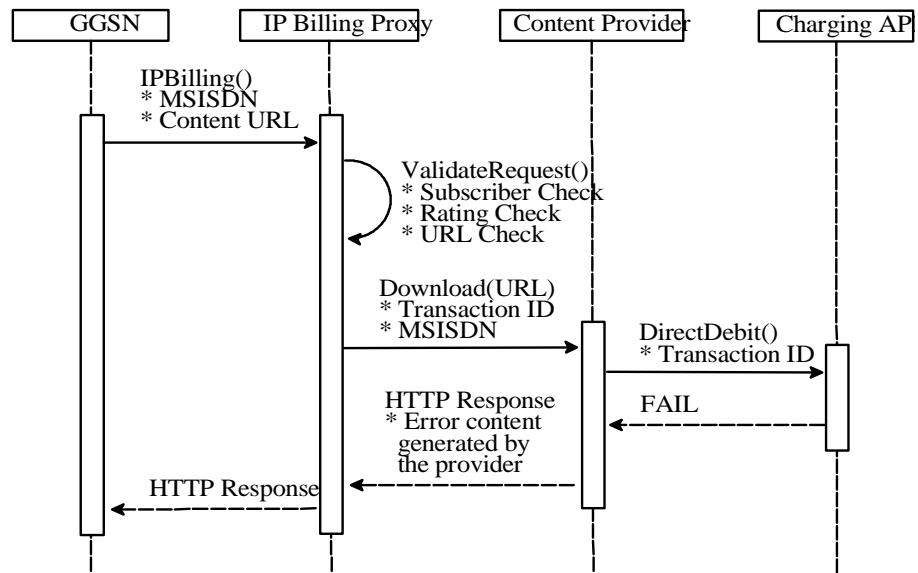 GGSN
IP Billing Proxy
Content Provider
Charging AP
IPBilling()
* MSISDN
* Content URL
ValidateRequest()
* Subscriber Check
* Rating Check
* URL Check
Download(URL)
* Transaction ID
* MSISDN
DirectDebit()
* Transaction ID
HTTP Response
* Error content
generated by
the provider
FAIL
HTTP Response